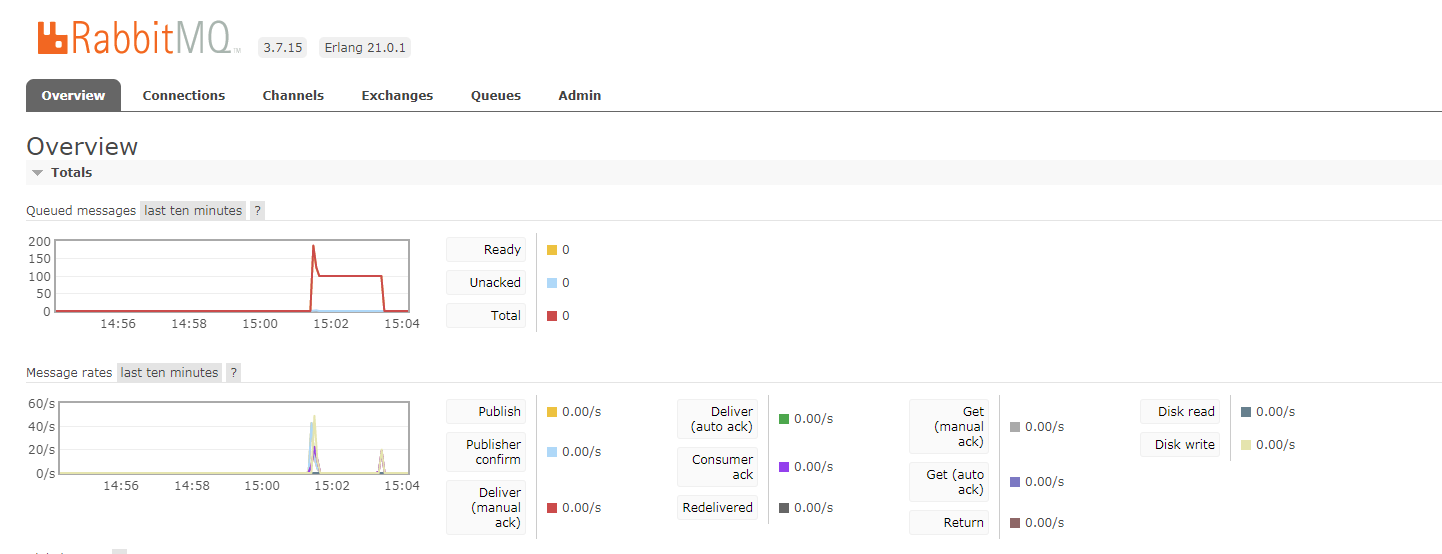 RabbitMQ TM 3.7.15 Erlang 21.0.1
Overview Connections Channels Exchanges Queues Admin
Overview
Totals
Queued messages last ten minutes ?
200
150
100
50
0
14:56 14:58 15:00 15:02 15:04
Ready 0
Unacked 0
Total 0
Message rates last ten minutes ?
60/s
40/s
20/s
0/s
14:56 14:58 15:00 15:02 15:04
Publish 0.00/s
Publisher
confirm 0.00/s
Deliver
(manual
ack) 0.00/s
Deliver
(auto ack) 0.00/s
Consumer
ack 0.00/s
Redelivered 0.00/s
Get
(manual
ack) 0.00/s
Get (auto
ack) 0.00/s
Return 0.00/s
Disk read 0.00/s
Disk write 0.00/s